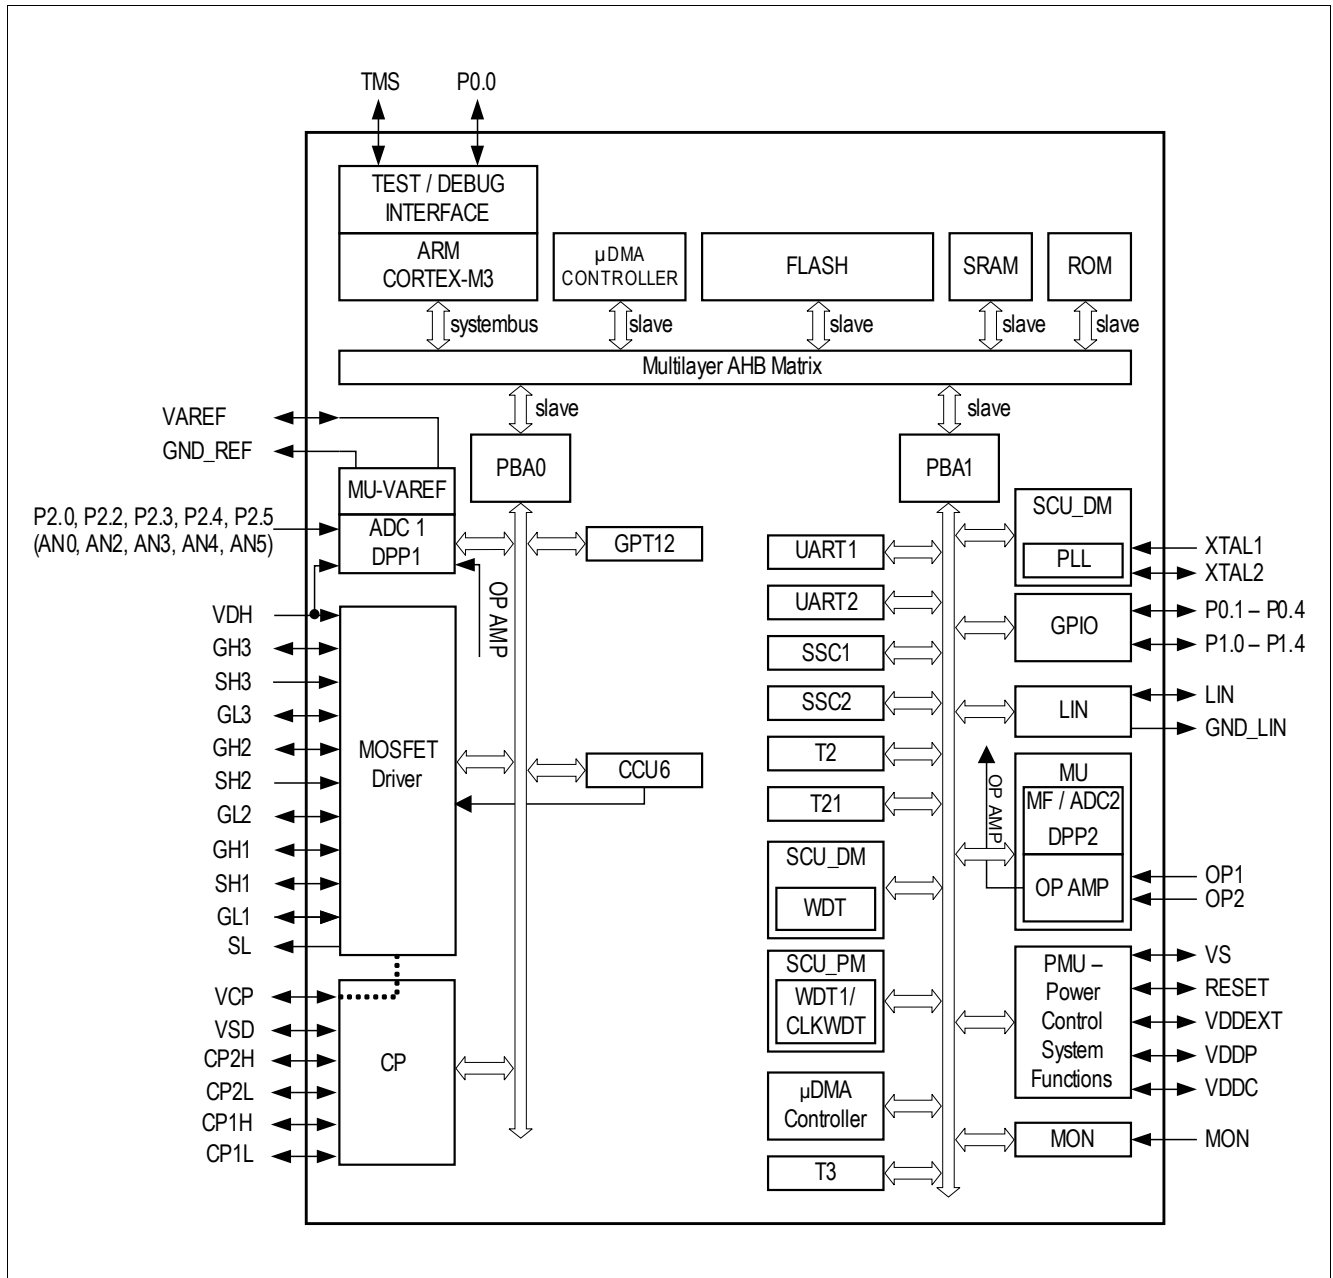 TMS
P0.0
TEST / DEBUG
INTERFACE
ARM
CORTEX-M3
µDMA
CONTROLLER
FLASH
SRAM
ROM
systembus
slave
slave
slave
slave
Multilayer AHB Matrix
slave
slave
VAREF
GND_REF
P2.0, P2.2, P2.3, P2.4, P2.5
(AN0, AN2, AN3, AN4, AN5)
MU-VAREF
ADC 1
DPP1
PBA0
GPT12
OP AMP
VDH
GH3
SH3
GL3
GH2
SH2
GL2
GH1
SH1
GL1
SL
MOSFET
Driver
CCU6
VCP
VSD
CP2H
CP2L
CP1H
CP1L
CP
PBA1
UART1
UART2
SSC1
SSC2
T2
T21
SCU_DM
WDT
SCU_PM
WDT1/
CLKWDT
µDMA
Controller
T3
SCU_DM
PLL
XTAL1
XTAL2
GPIO
P0.1 – P0.4
P1.0 – P1.4
LIN
LIN
GND_LIN
OP AMP
MU
MF / ADC2
DPP2
OP AMP
OP1
OP2
PMU –
Power
Control
System
Functions
VS
RESET
VDDEXT
VDDP
VDDC
MON
MON